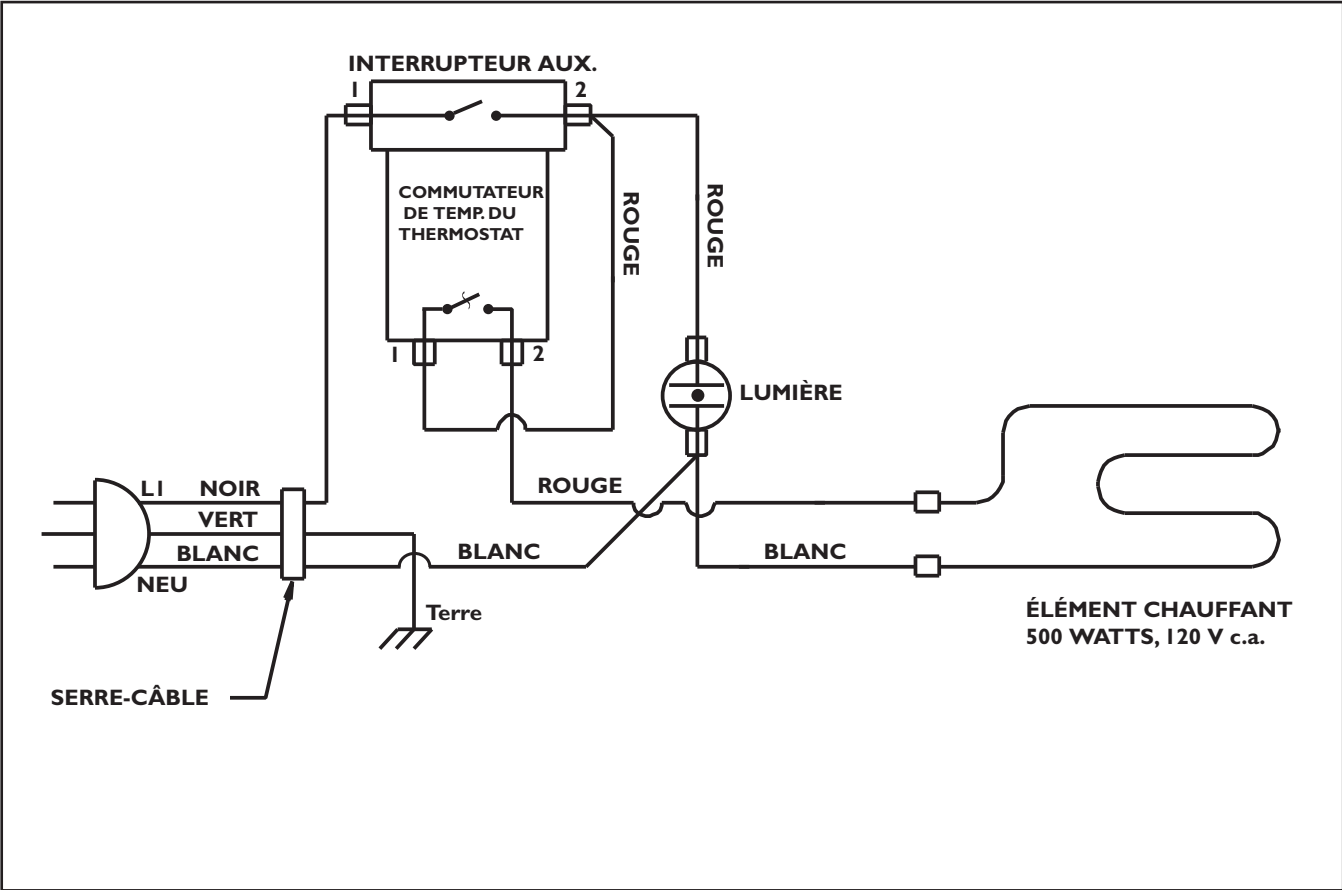 INTERRUPTEUR AUX.
1
2
COMMUTATEUR
DE TEMP. DU
THERMOSTAT
ROUGE
ROUGE
1
2
LUMIÈRE
L1
NOIR
ROUGE
VERT
BLANC
BLANC
BLANC
NEU
Terre
ÉLÉMENT CHAUFFANT
500 WATTS, 120 V c.a.
SERRE-CÂBLE